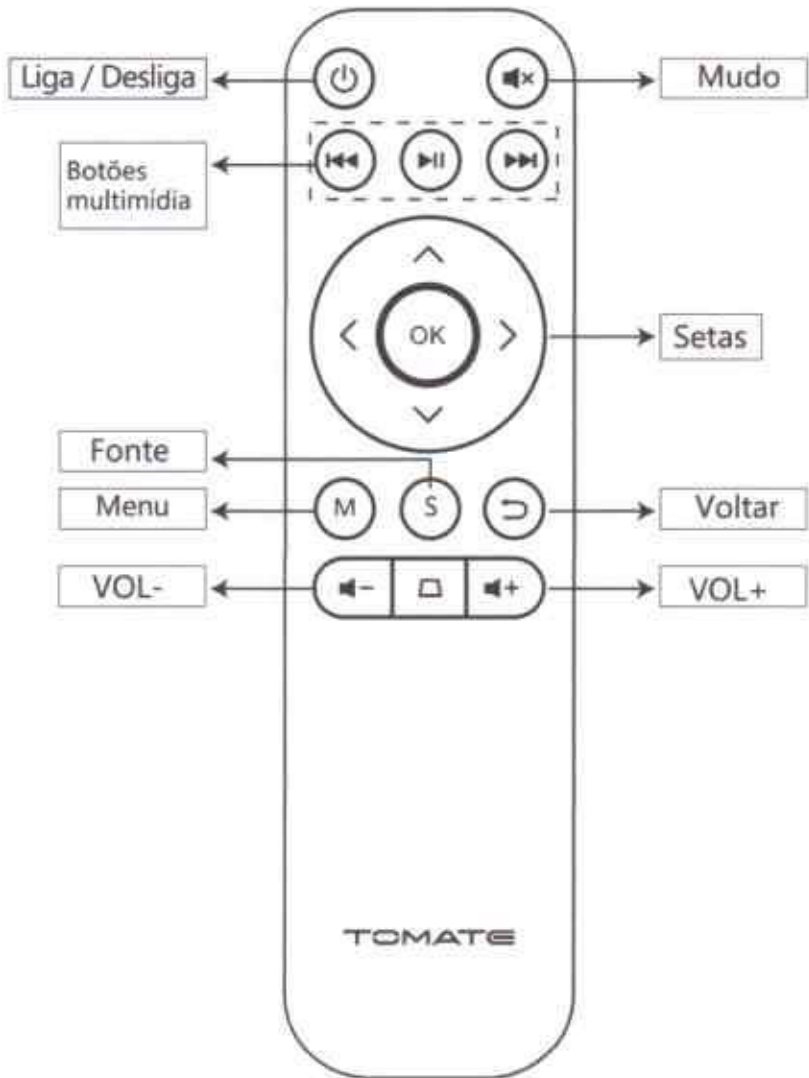 Liga / Desliga
Mudo
Botões
multimídia
OK
Setas
Fonte
Menu
M
S
Voltar
VOL-
VOL+
TOMATE